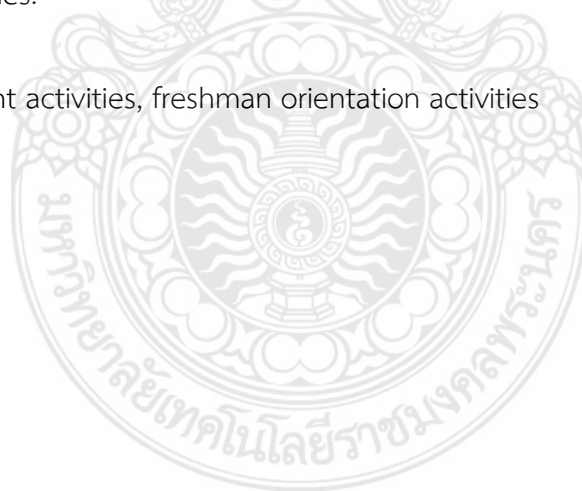 nt activities, freshman orientation activities
มหาวิทยาลัยเทคโนโลยีราชมงคลพระนคร